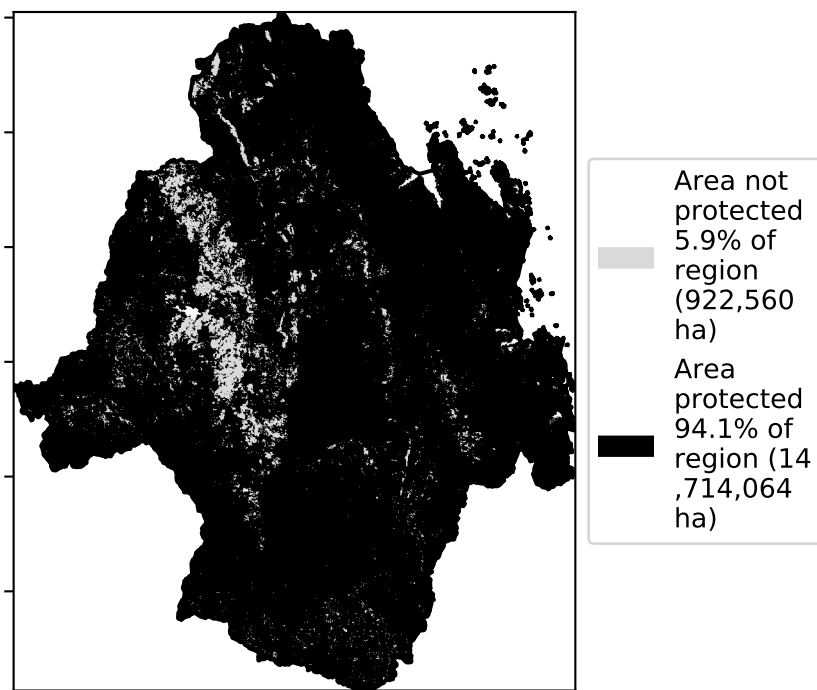 Area not
protected
5.9% of
region
(922,560
ha)
Area
protected
94.1% of
region (14
,714,064
ha)